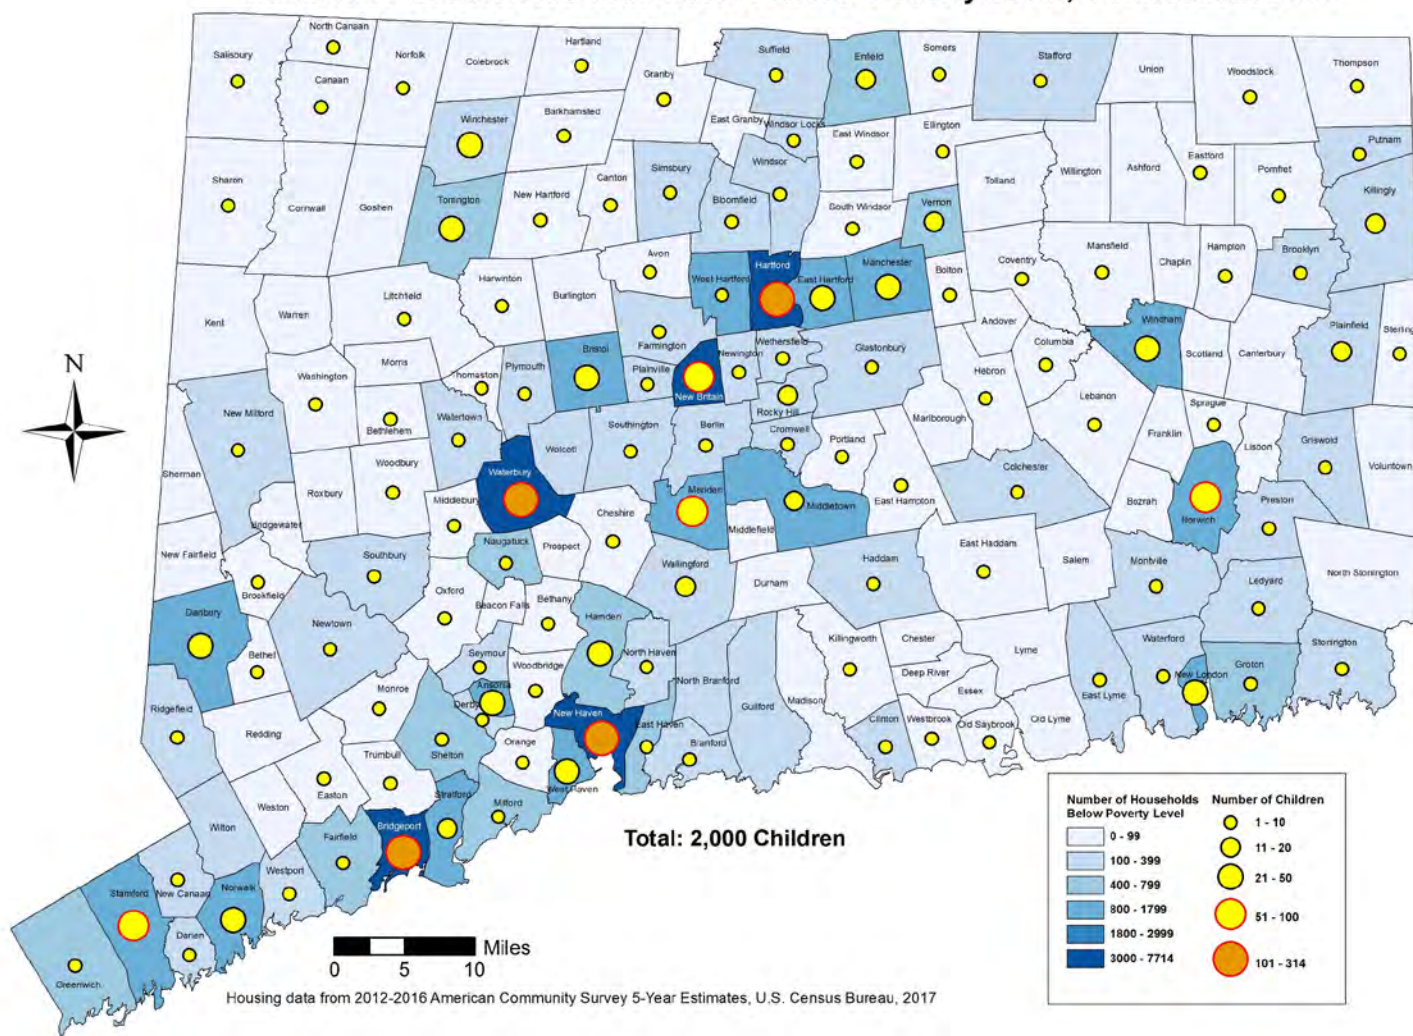 North Canaan
Hartland
Suffield
Enfield
Somers
Stafford
Salisbury
Norfolk
Colebrook
Union
Woodstock
Thompson
Canaan
Granby
Winchester
Barkhamsted
East Granby
Windsor Locks
East Windsor
Ellington
Putnam
Sharon
Cornwall
Goshen
Torrington
New Hartford
Canton
Simsbury
Windsor
Bloomfield
South Windsor
Vernon
Tolland
Willington
Ashford
Eastford
Pomfret
Killingly
Kent
Warren
Litchfield
Harwinton
Burlington
Avon
West Hartford
Hartford
East Hartford
Manchester
Bolton
Coventry
Mansfield
Chaplin
Hampton
Brooklyn
N
Morris
Washington
Bethlehem
Thomaston
Plymouth
Bristol
Farmington
Plainville
New Britain
Newington
Wethersfield
Glastonbury
Rocky Hill
Andover
Columbia
Hebron
Windham
Scotland
Canterbury
Plainfield
Sterling
New Milford
Watertown
Wolcott
Southington
Berlin
Cromwell
Portland
Marlborough
Lebanon
Franklin
Sprague
Lisbon
Griswold
Voluntown
Sherman
Roxbury
Woodbury
Waterbury
Middlebury
Cheshire
Meriden
Middletown
Middlefield
East Hampton
Colchester
Bozrah
Norwich
Preston
Bridgewater
New Fairfield
Brookfield
Southbury
Naugatuck
Prospect
Wallingford
Durham
Haddam
East Haddam
Salem
Montville
Ledyard
North Stonington
Danbury
Bethel
Newtown
Oxford
Beacon Falls
Bethany
Hamden
North Haven
North Branford
Guilford
Madison
Killingworth
Chester
Deep River
Essex
Lyme
East Lyme
Waterford
New London
Groton
Stonington
Ridgefield
Redding
Monroe
Seymour
Ansonia
Derby
Woodbridge
New Haven
East Haven
Branford
Clinton
Westbrook
Old Saybrook
Old Lyme
Wilton
Weston
Easton
Trumbull
Shelton
Orange
West Haven
Milford
Stratford
Bridgeport
Fairfield
Westport
Norwalk
New Canaan
Stamford
Darien
Greenwich
Total: 2,000 Children
Number of Households Number of Children
Below Poverty Level
0 - 99
100 - 399
400 - 799
800 - 1799
1800 - 2999
3000 - 7714
1 - 10
11 - 20
21 - 50
51 - 100
101 - 314
Miles
0 5 10
Housing data from 2012-2016 American Community Survey 5-Year Estimates, U.S. Census Bureau, 2017